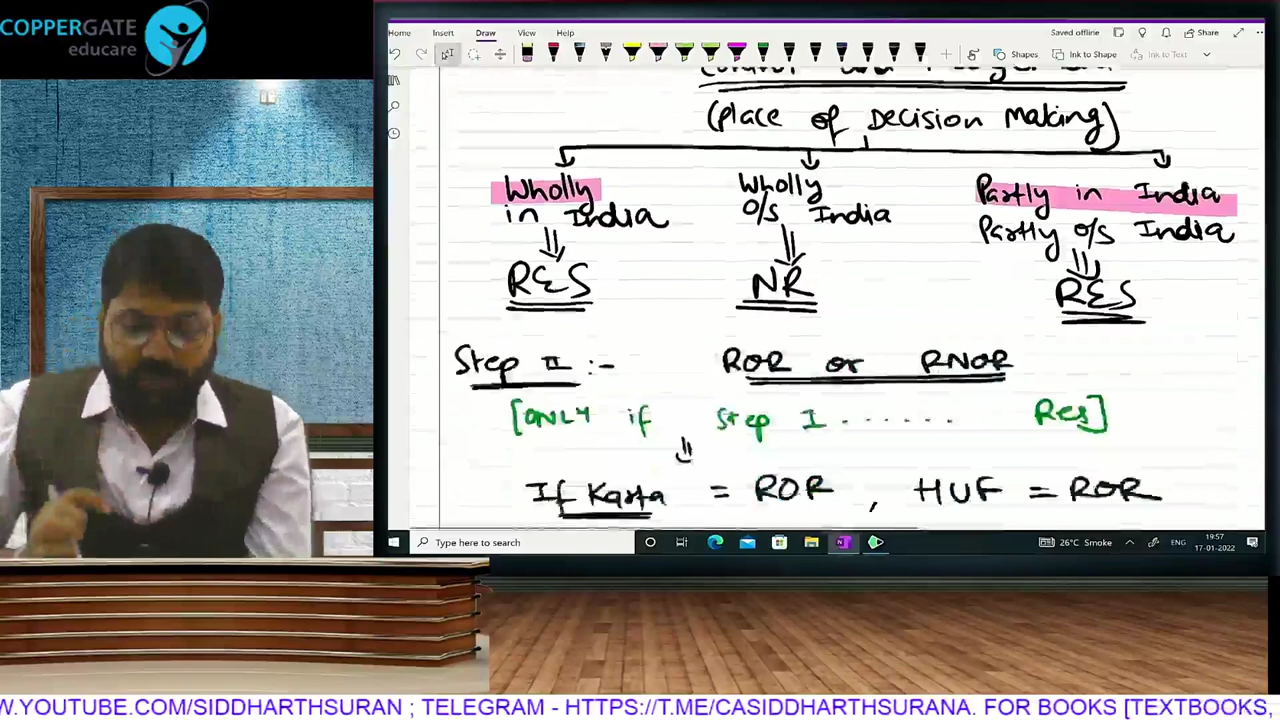 COPPERGATE
educare
Home Insert Draw View Help
Saved offline
Share
Shapes
Ink to Shape
Ink to Text
(Place of Decision Making)
Wholly
in India
Wholly
o/s India
Partly in India
Partly o/s India
RES
NR
RES
Step II :- ROR or RNOR
[ONLY if Step I ....... Res]
If Karta = ROR , HUF = ROR
Type here to search
26°C Smoke
ENG
19:57
17-01-2022
W.YOUTUBE.COM/SIDDHARTHSURAN ; TELEGRAM - HTTPS://T.ME/CASIDDHARTHSURANA. FOR BOOKS [TEXTBOOKS,